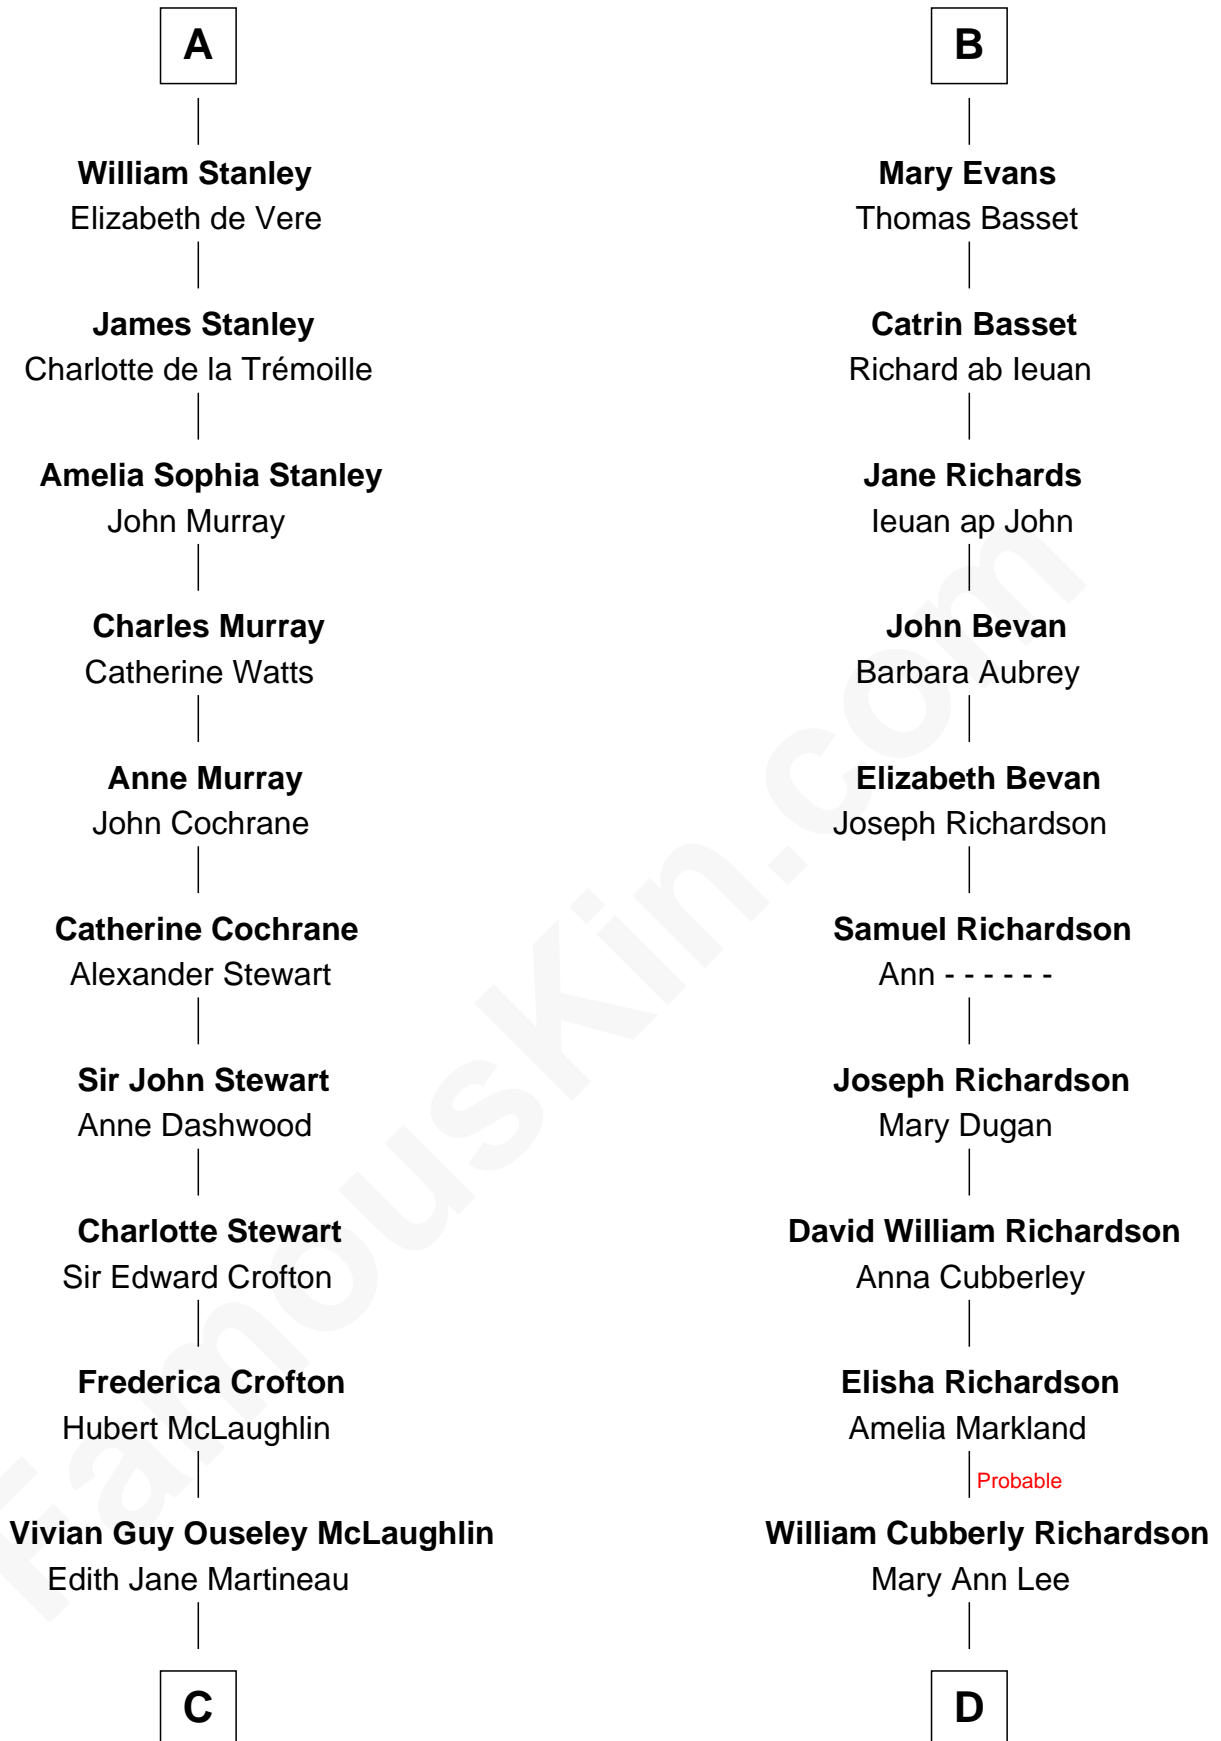 A
William Stanley
Elizabeth de Vere
James Stanley
Charlotte de la Trémoille
Amelia Sophia Stanley
John Murray
Charles Murray
Catherine Watts
Anne Murray
John Cochrane
Catherine Cochrane
Alexander Stewart
Sir John Stewart
Anne Dashwood
Charlotte Stewart
Sir Edward Crofton
Frederica Crofton
Hubert McLaughlin
Vivian Guy Ouseley McLaughlin
Edith Jane Martineau
C
B
Mary Evans
Thomas Basset
Catrin Basset
Richard ab Ieuan
Jane Richards
Ieuan ap John
John Bevan
Barbara Aubrey
Elizabeth Bevan
Joseph Richardson
Samuel Richardson
Ann - - - - - -
Joseph Richardson
Mary Dugan
David William Richardson
Anna Cubberley
Elisha Richardson
Amelia Markland
Probable
William Cubberly Richardson
Mary Ann Lee
D
FamousKin.com